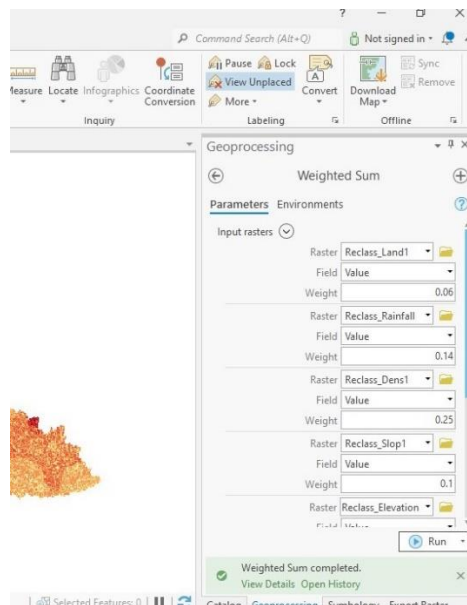 ? — X
Command Search (Alt+Q) Not signed in
Measure Locate Infographics Coordinate Conversion
Inquiry
Pause Lock
View Unplaced
More
Convert
Labeling
Download Map
Sync
Remove
Offline
Geoprocessing
Weighted Sum
Parameters Environments
Input rasters
Raster Reclass_Land1
Field Value
Weight 0.06
Raster Reclass_Rainfall
Field Value
Weight 0.14
Raster Reclass_Dens1
Field Value
Weight 0.25
Raster Reclass_Slop1
Field Value
Weight 0.1
Raster Reclass_Elevation
Field Value
Run
Weighted Sum completed.
View Details Open History
Selected Features: 0
Catalog Geoprocessing Symbology Export Raster